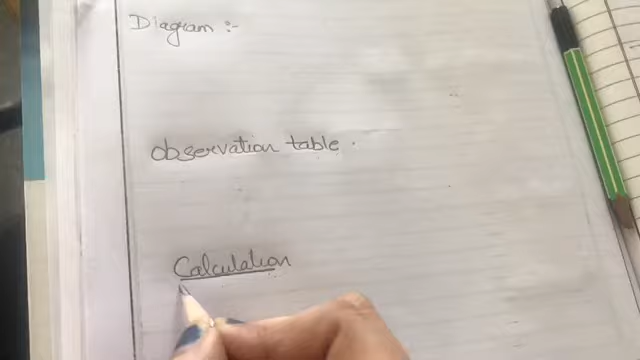 Diagram :-
observation table .
Calculation